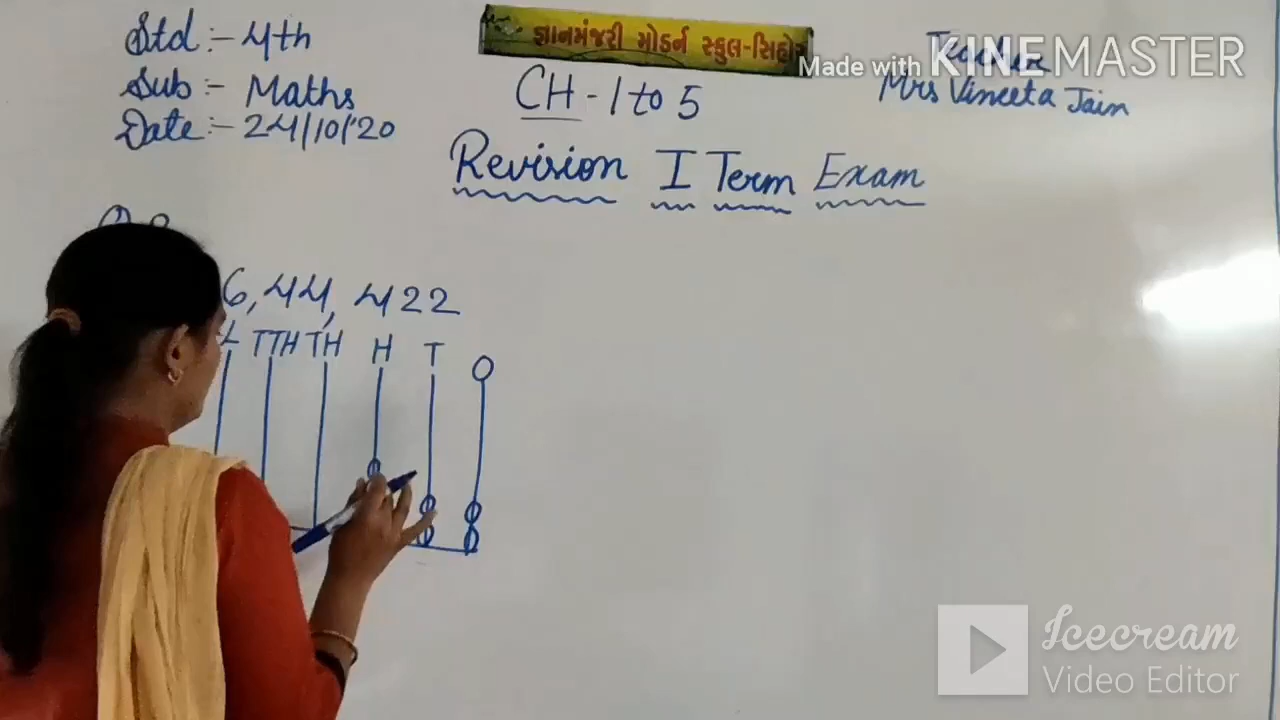 Std :- 4th
Sub :- Maths
Date :- 24/10/'20
જ્ઞાનમંજરી મોડર્ન સ્કુલ-સિહોર
CH - 1 to 5
Teacher
Mrs Vineeta Jain
Made with KINEMASTER
Revision I Term Exam
6,44,422
L TTH TH H T O
Icecream
Video Editor